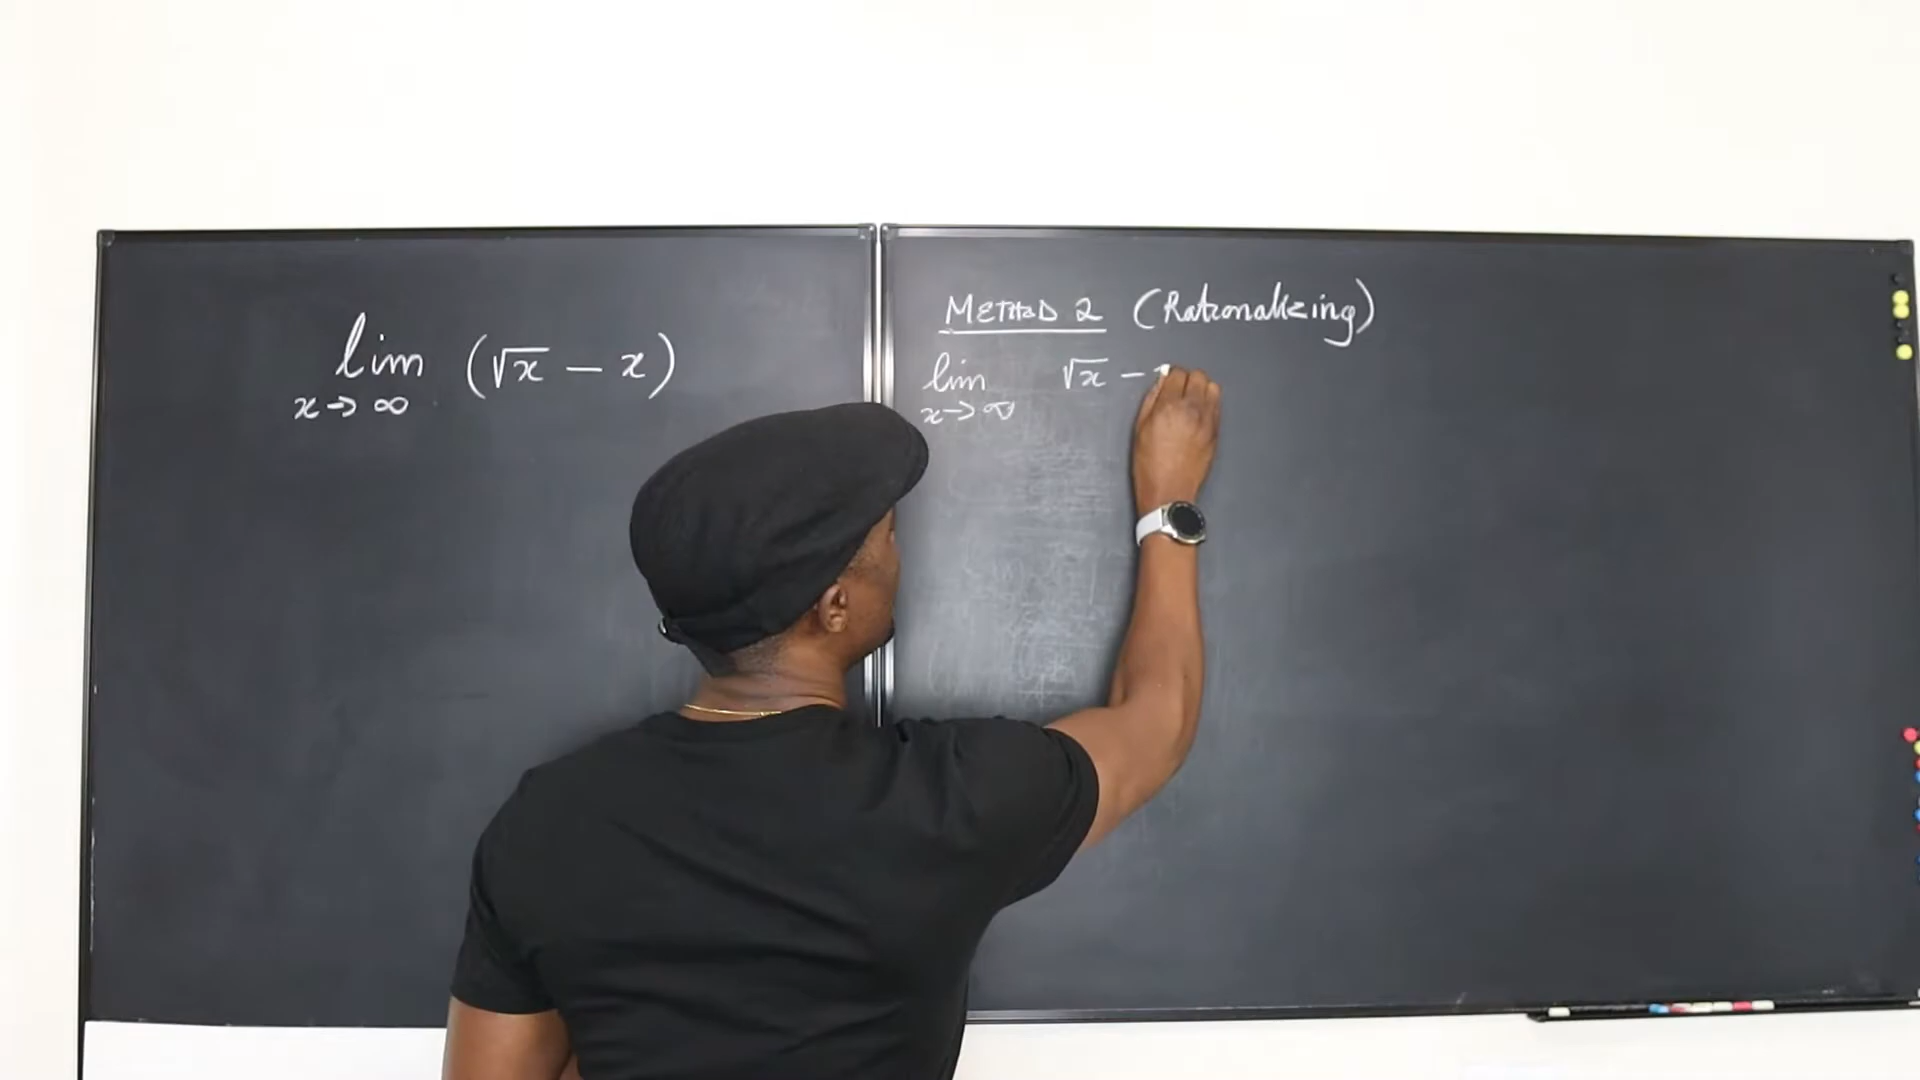 lim (√x − x)
x→∞
METHOD 2 (Rationalizing)
lim √x −
x→∞